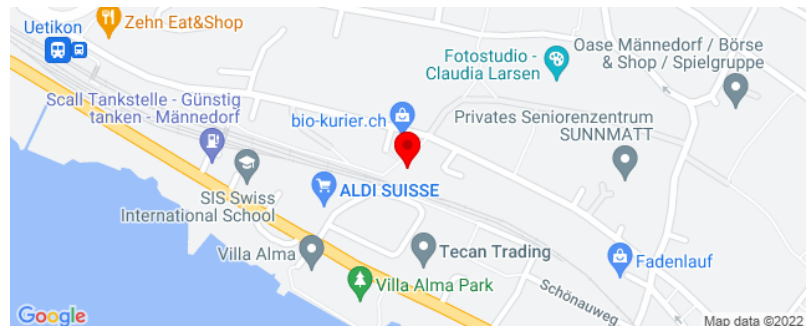 Zehn Eat&Shop
Uetikon
Fotostudio -
Claudia Larsen
Oase Männedorf / Börse
& Shop / Spielgruppe
Scall Tankstelle - Günstig
tanken - Männedorf
bio-kurier.ch
Privates Seniorenzentrum
SUNNMATT
ALDI SUISSE
SIS Swiss
International School
Villa Alma
Tecan Trading
Fadenlauf
Villa Alma Park
Schönauweg
Google
Map data ©2022